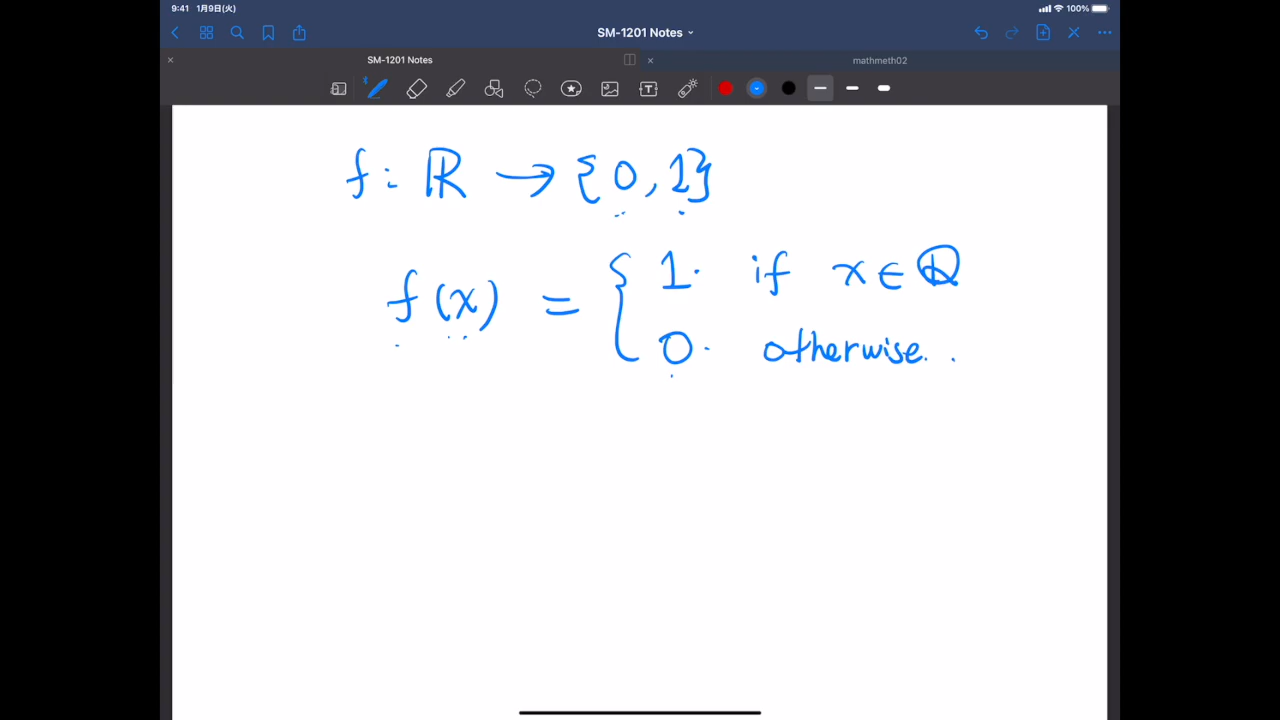 9:41 1月9日(火) 100%
SM-1201 Notes
SM-1201 Notes mathmeth02
f: ℝ → {0, 1}
f(x) = { 1. if x ∈ ℚ
0. otherwise..